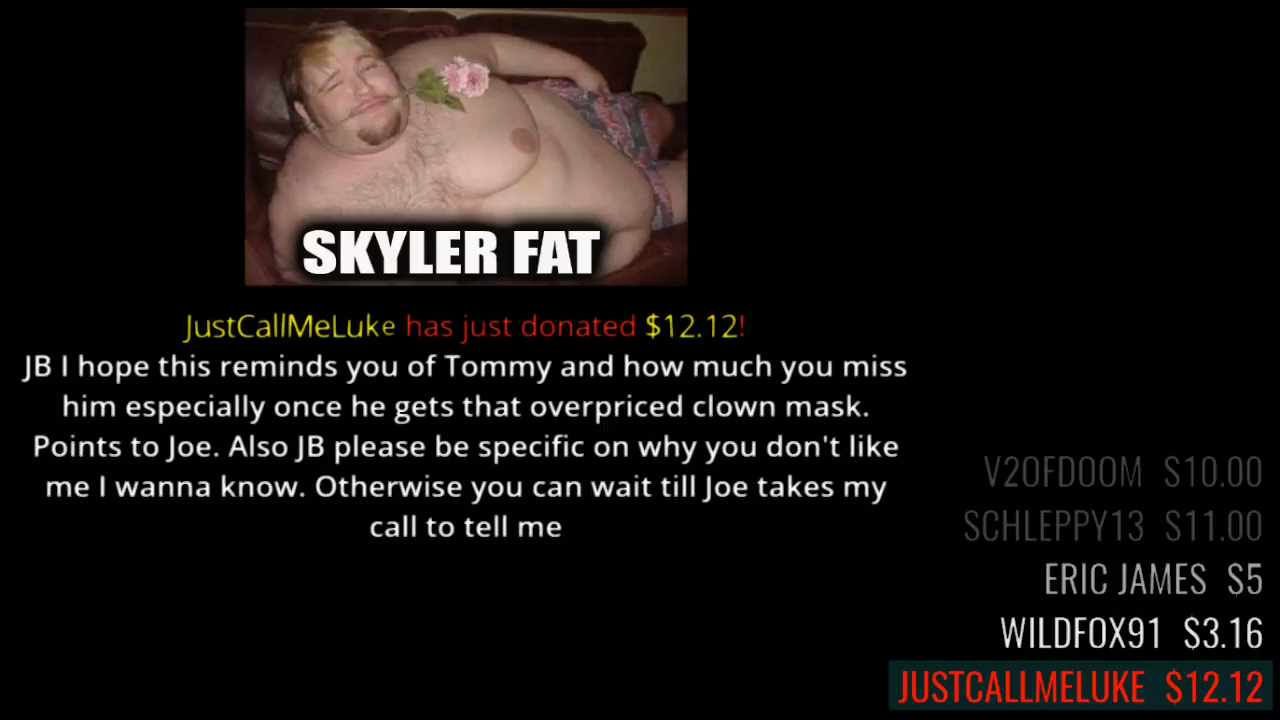 SKYLER FAT
JustCallMeLuke has just donated $12.12!
JB I hope this reminds you of Tommy and how much you miss
him especially once he gets that overpriced clown mask.
Points to Joe. Also JB please be specific on why you don't like
me I wanna know. Otherwise you can wait till Joe takes my
call to tell me
V2OFDOOM $10.00
SCHLEPPY13 $11.00
ERIC JAMES $5
WILDFOX91 $3.16
JUSTCALLMELUKE $12.12